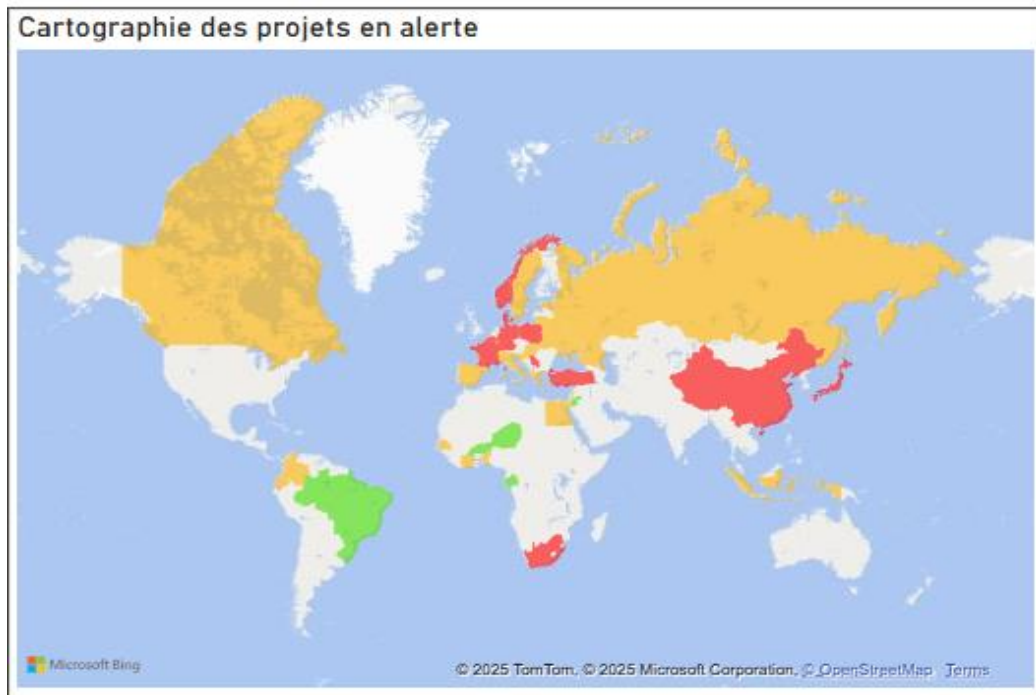 Cartographie des projets en alerte
Microsoft Bing
© 2025 TomTom, © 2025 Microsoft Corporation, © OpenStreetMap Terms